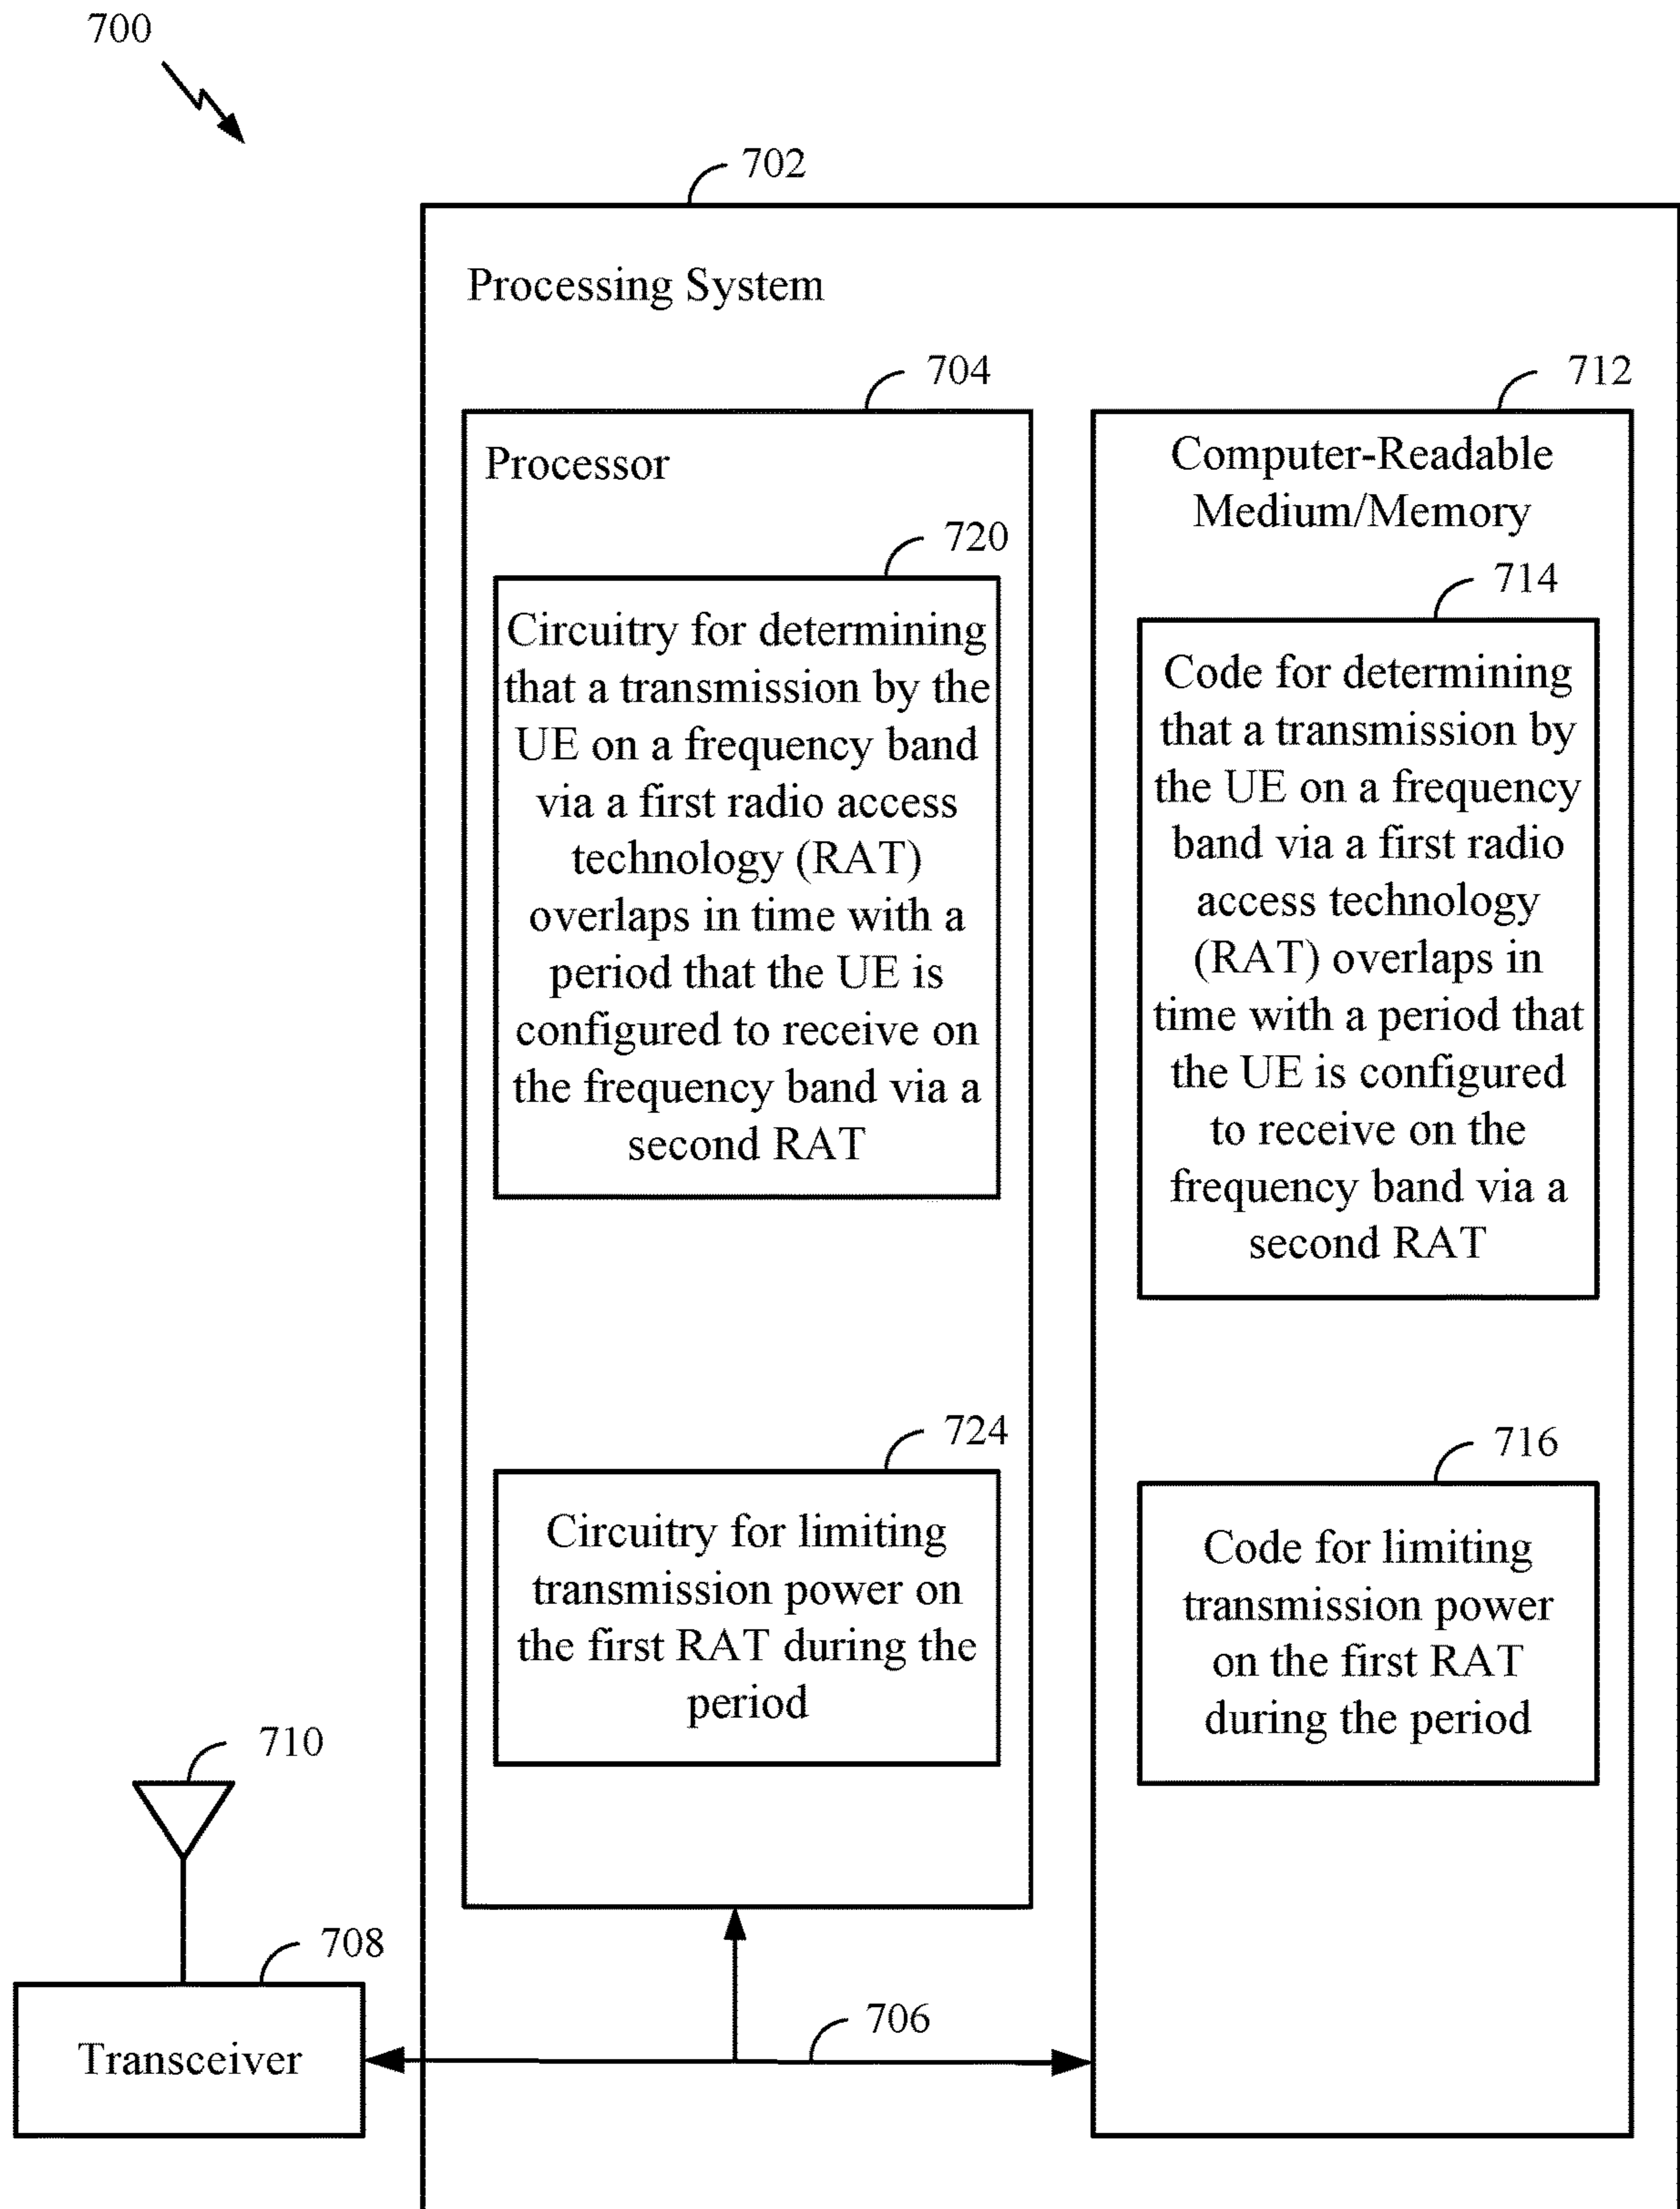 700
702
Processing System
704
Processor
720
Circuitry for determining
that a transmission by the
UE on a frequency band
via a first radio access
technology (RAT)
overlaps in time with a
period that the UE is
configured to receive on
the frequency band via a
second RAT
724
Circuitry for limiting
transmission power on
the first RAT during the
period
712
Computer-Readable
Medium/Memory
714
Code for determining
that a transmission by
the UE on a frequency
band via a first radio
access technology
(RAT) overlaps in
time with a period that
the UE is configured
to receive on the
frequency band via a
second RAT
716
Code for limiting
transmission power
on the first RAT
during the period
710
708
Transceiver
706